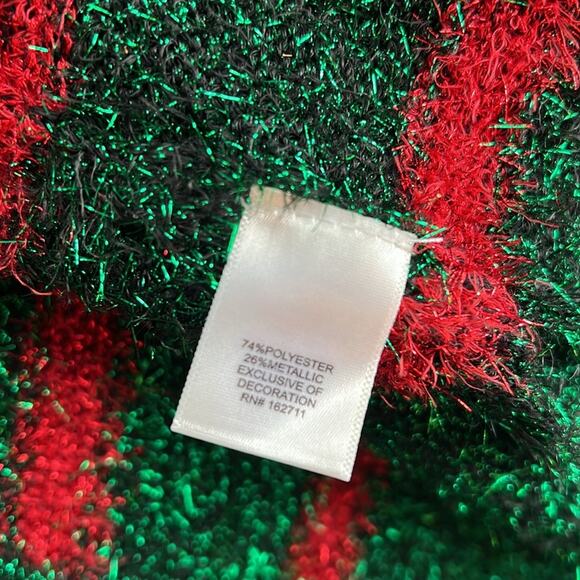 74%POLYESTER
26%METALLIC
EXCLUSIVE OF
DECORATION
RN# 162711